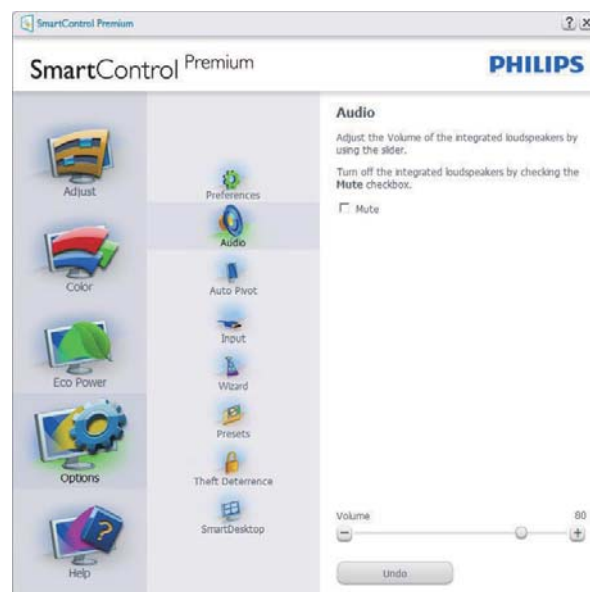 SmartControl Premium
? x
SmartControl Premium
PHILIPS
Adjust
Color
Eco Power
Options
Help
Preferences
Audio
Auto Pivot
Input
Wizard
Presets
Theft Deterrence
SmartDesktop
Audio
Adjust the Volume of the integrated loudspeakers by
using the slider.
Turn off the integrated loudspeakers by checking the
Mute checkbox.
Mute
Volume 80
Undo